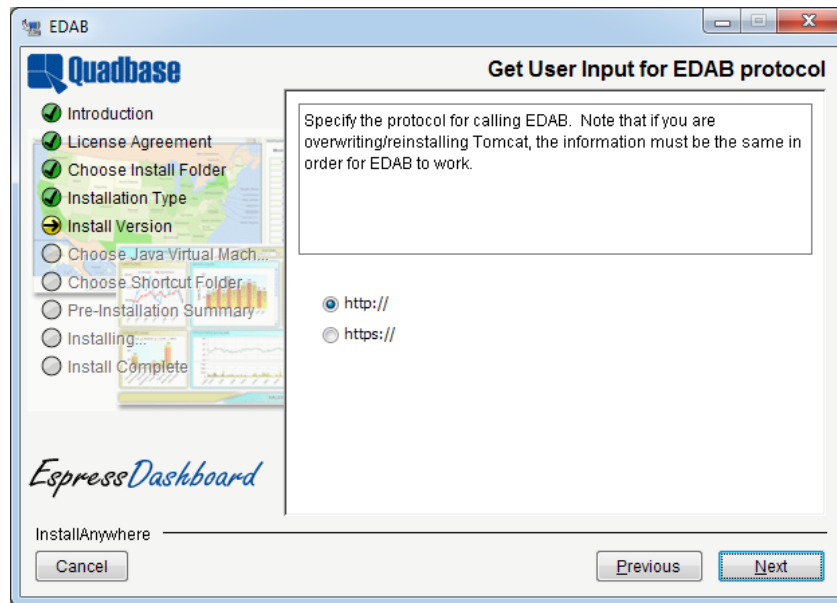 EDAB
Quadbase
Get User Input for EDAB protocol
Introduction
License Agreement
Choose Install Folder
Installation Type
Install Version
Choose Java Virtual Mach...
Choose Shortcut Folder
Pre-Installation Summary
Installing...
Install Complete
Specify the protocol for calling EDAB.  Note that if you are
overwriting/reinstalling Tomcat, the information must be the same in
order for EDAB to work.
http://
https://
EspressDashboard
InstallAnywhere
Cancel
Previous
Next